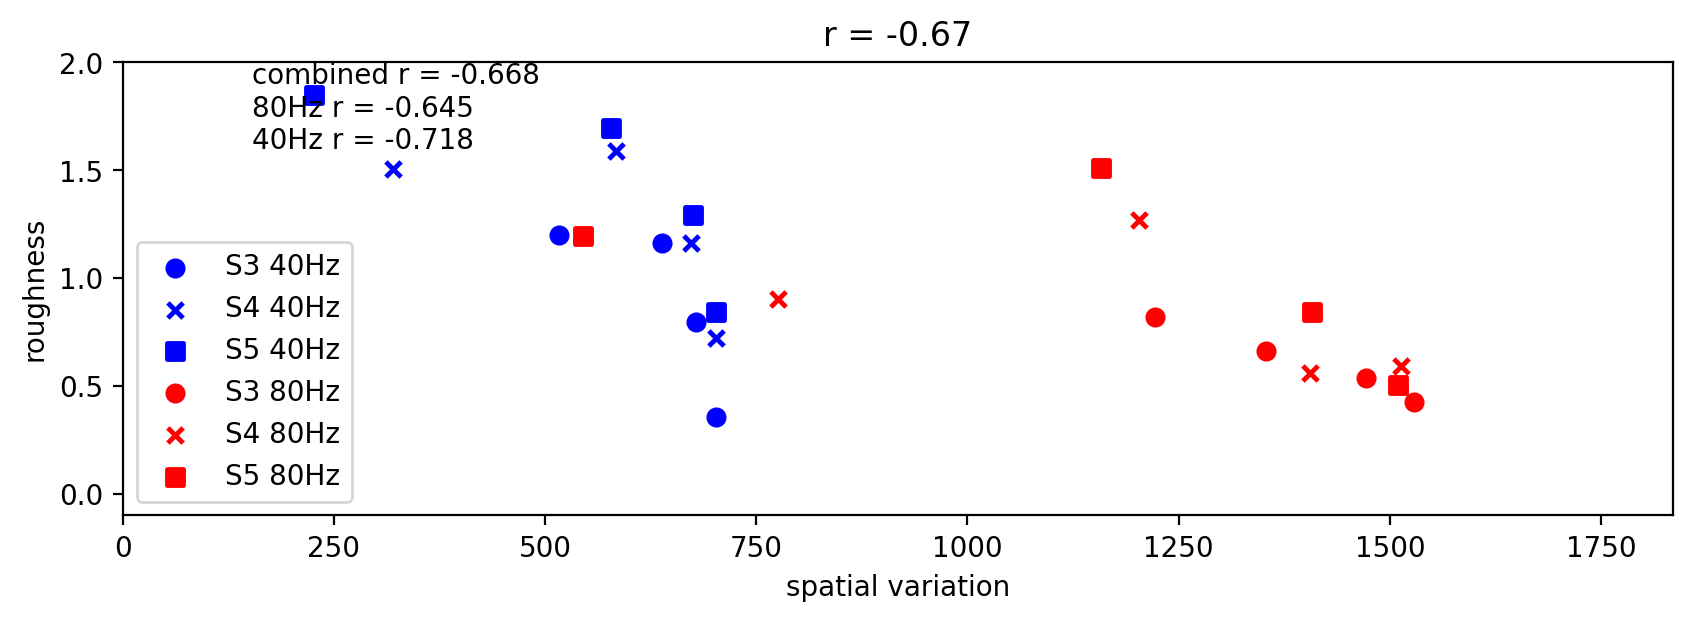 r = -0.67
combined r = -0.668
80Hz r = -0.645
40Hz r = -0.718
2.0
1.5
1.0
0.5
0.0
roughness
S3 40Hz
S4 40Hz
S5 40Hz
S3 80Hz
S4 80Hz
S5 80Hz
0 250 500 750 1000 1250 1500 1750
spatial variation